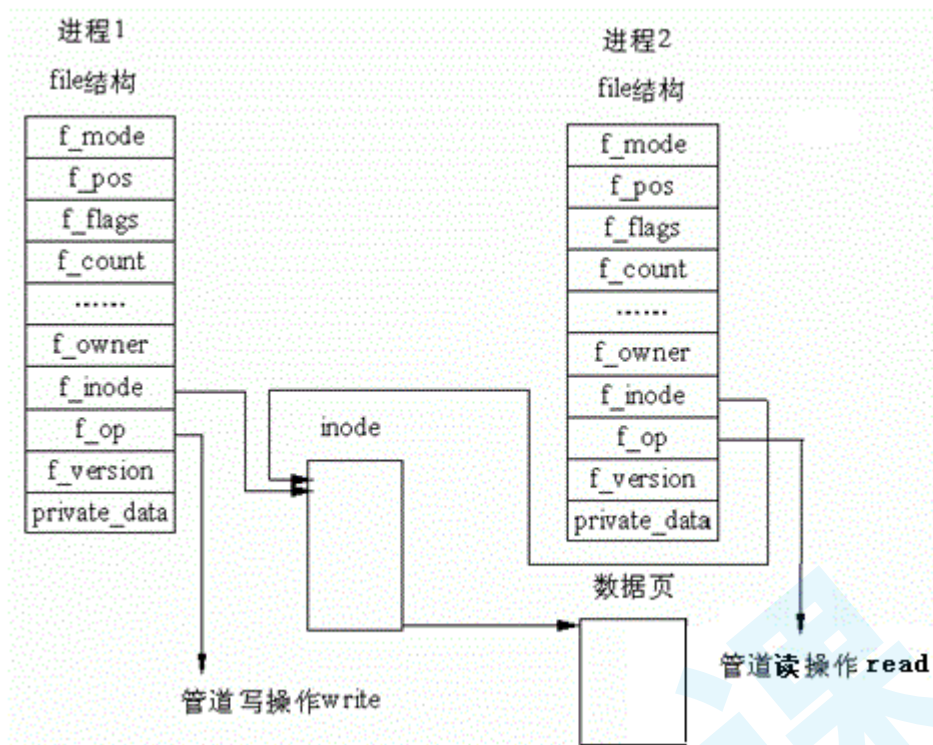 进程1
file结构
f_mode
f_pos
f_flags
f_count
……
f_owner
f_inode
f_op
f_version
private_data
进程2
file结构
f_mode
f_pos
f_flags
f_count
……
f_owner
f_inode
f_op
f_version
private_data
inode
数据页
管道写操作write
管道读操作 read
课